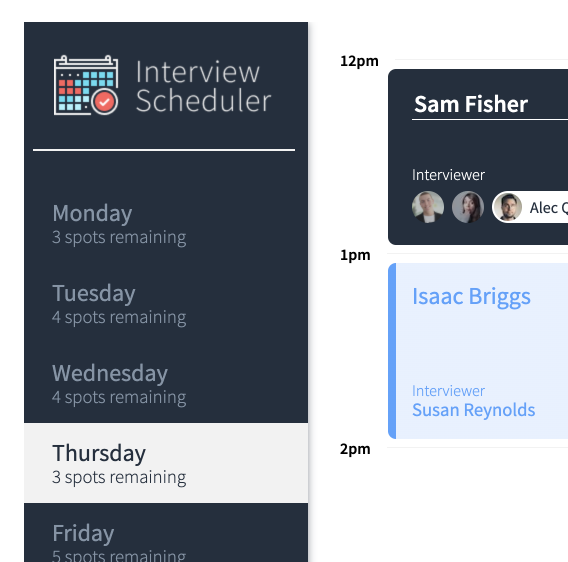 Interview
Scheduler
Monday
3 spots remaining
Tuesday
4 spots remaining
Wednesday
4 spots remaining
Thursday
3 spots remaining
Friday
5 spots remaining
12pm
Sam Fisher
Interviewer
Alec Q
1pm
Isaac Briggs
Interviewer
Susan Reynolds
2pm